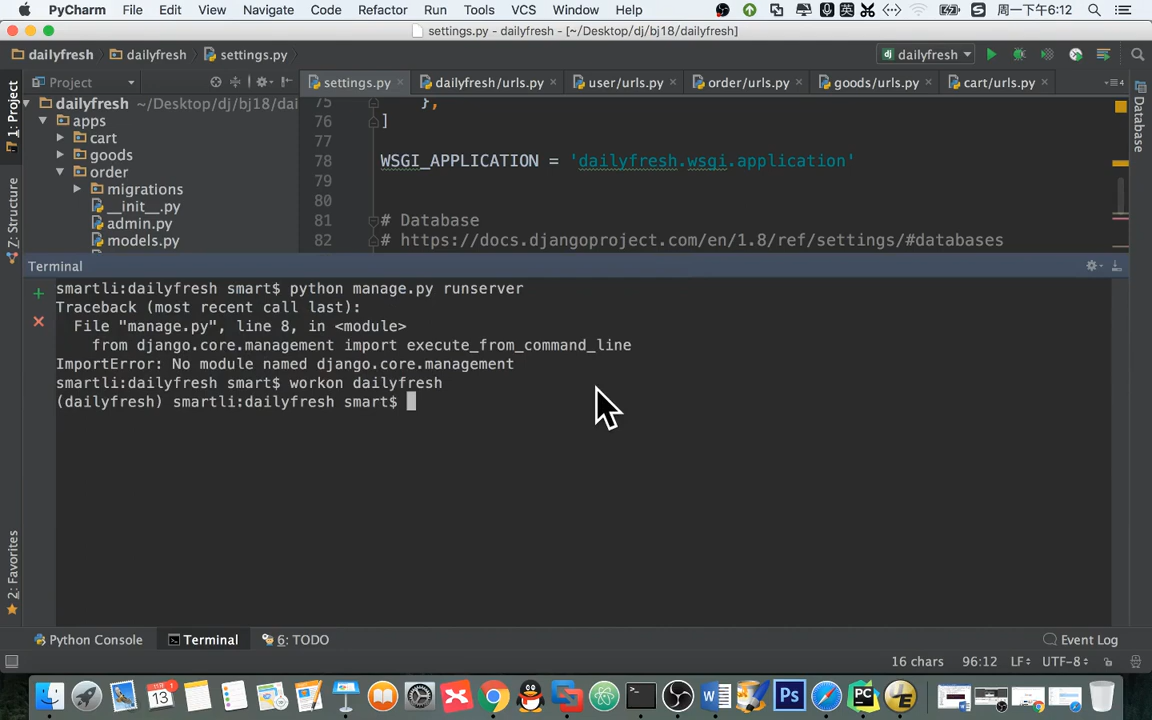 PyCharm File Edit View Navigate Code Refactor Run Tools VCS Window Help 英 周一下午6:12
settings.py - dailyfresh - [~/Desktop/dj/bj18/dailyfresh]
dailyfresh dailyfresh settings.py dailyfresh
Project settings.py dailyfresh/urls.py user/urls.py order/urls.py goods/urls.py cart/urls.py
1: Project
Z: Structure
2: Favorites
Database
dailyfresh ~/Desktop/dj/bj18/dai
apps
cart
goods
order
migrations
__init__.py
admin.py
models.py
75 },
76 ]
77
78 WSGI_APPLICATION = 'dailyfresh.wsgi.application'
79
80
81 # Database
82 # https://docs.djangoproject.com/en/1.8/ref/settings/#databases
Terminal
smartli:dailyfresh smart$ python manage.py runserver
Traceback (most recent call last):
File "manage.py", line 8, in <module>
from django.core.management import execute_from_command_line
ImportError: No module named django.core.management
smartli:dailyfresh smart$ workon dailyfresh
(dailyfresh) smartli:dailyfresh smart$
Python Console Terminal 6: TODO Event Log
16 chars 96:12 LF UTF-8